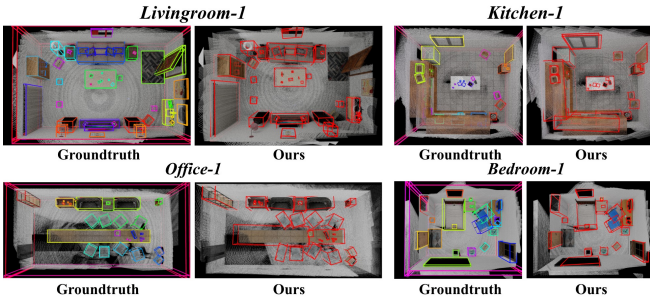 Livingroom-1
Kitchen-1
Groundtruth
Ours
Groundtruth
Ours
Office-1
Bedroom-1
Groundtruth
Ours
Groundtruth
Ours